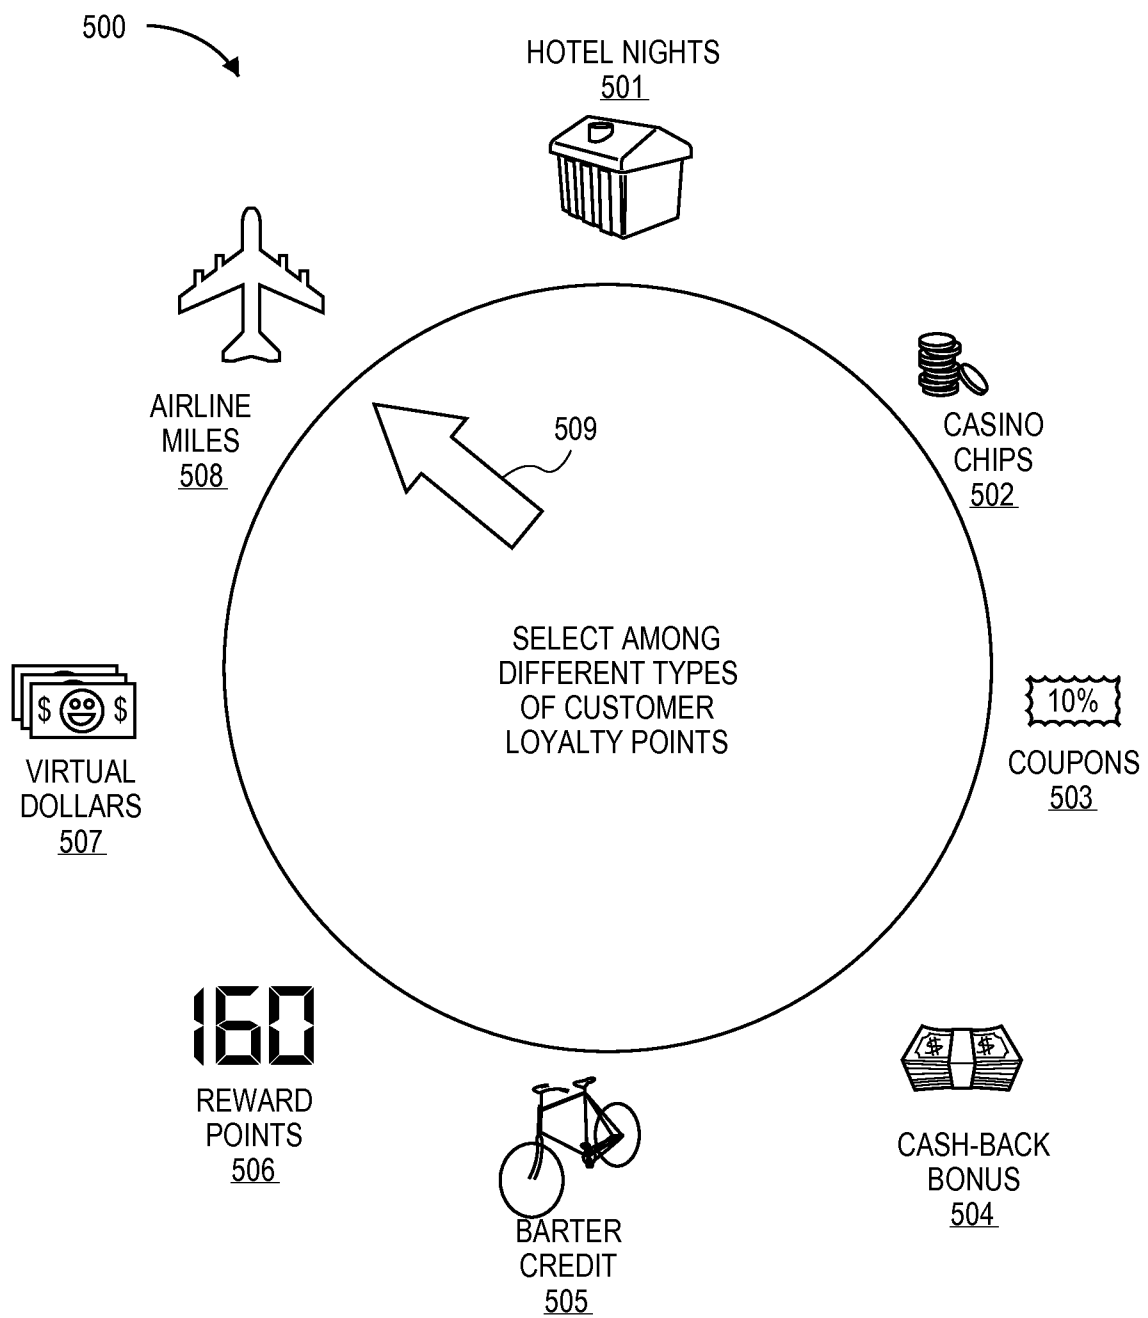 500
HOTEL NIGHTS
501
AIRLINE
MILES
508
CASINO
CHIPS
502
509
SELECT AMONG
DIFFERENT TYPES
OF CUSTOMER
LOYALTY POINTS
$ $
VIRTUAL
DOLLARS
507
10%
COUPONS
503
160
REWARD
POINTS
506
$ $
CASH-BACK
BONUS
504
BARTER
CREDIT
505